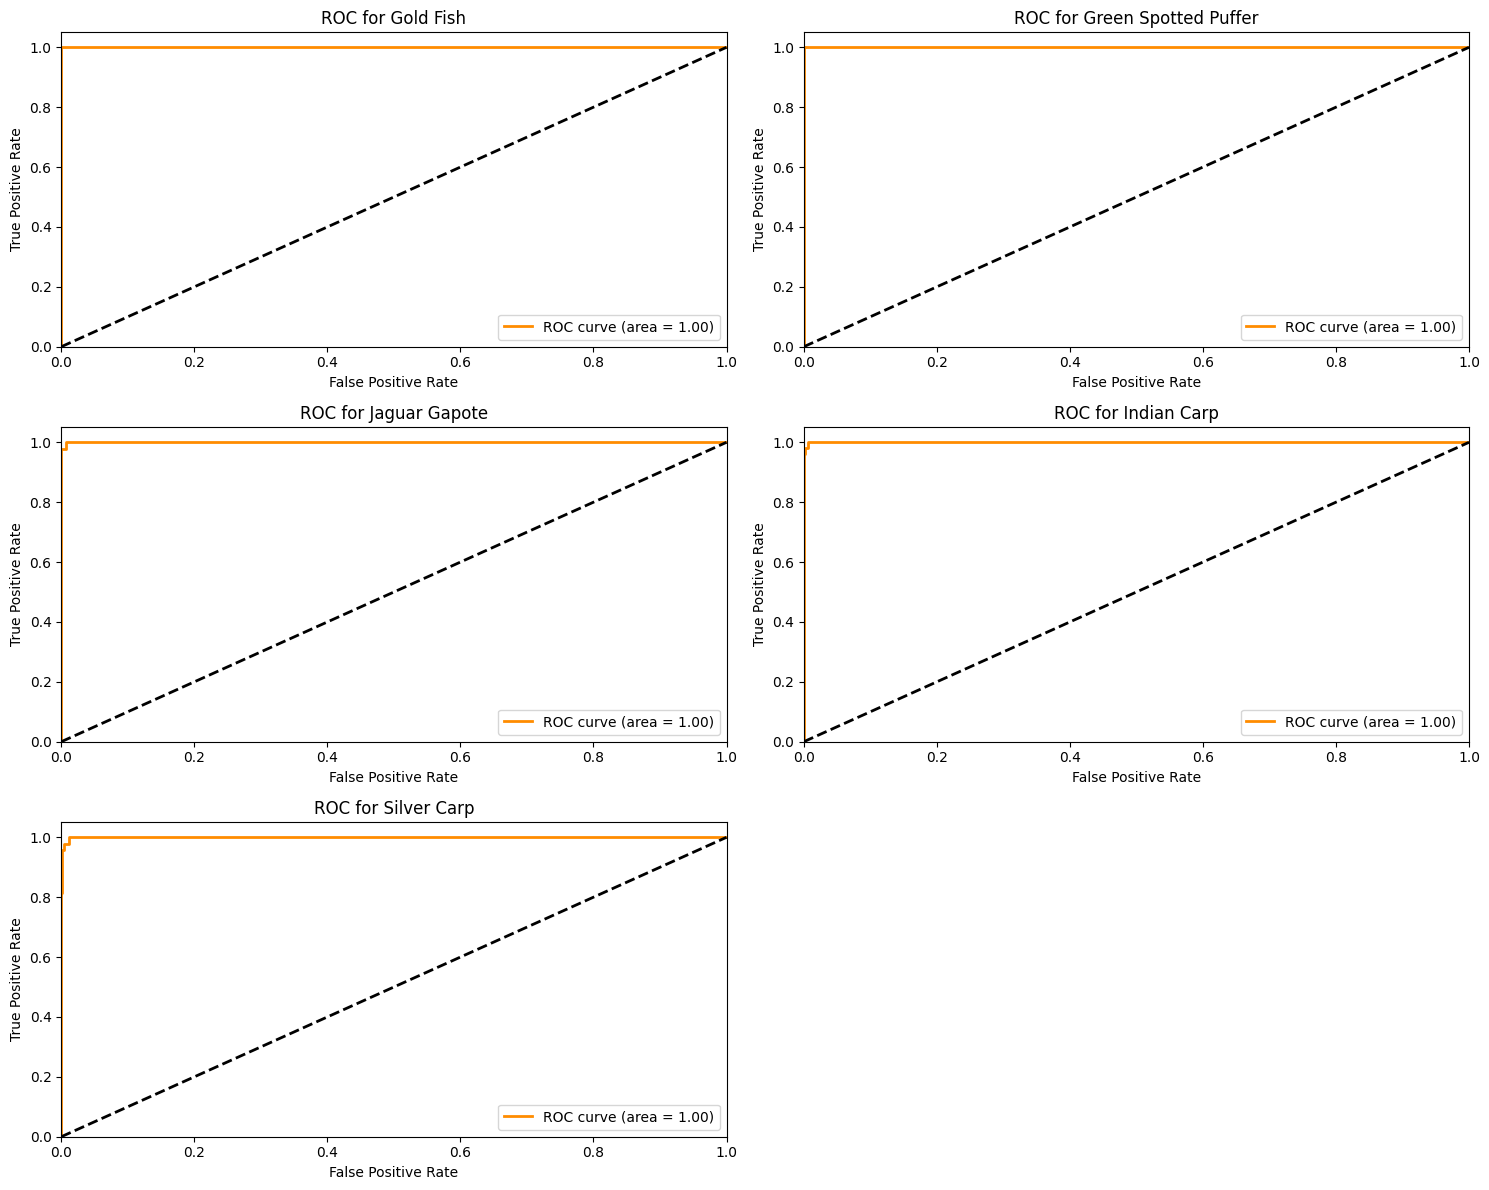 ROC for Gold Fish
1.0
0.8
0.6
0.4
0.2
0.0
True Positive Rate
ROC curve (area = 1.00)
0.0 0.2 0.4 0.6 0.8 1.0
False Positive Rate
ROC for Green Spotted Puffer
1.0
0.8
0.6
0.4
0.2
0.0
True Positive Rate
ROC curve (area = 1.00)
0.0 0.2 0.4 0.6 0.8 1.0
False Positive Rate
ROC for Jaguar Gapote
1.0
0.8
0.6
0.4
0.2
0.0
True Positive Rate
ROC curve (area = 1.00)
0.0 0.2 0.4 0.6 0.8 1.0
False Positive Rate
ROC for Indian Carp
1.0
0.8
0.6
0.4
0.2
0.0
True Positive Rate
ROC curve (area = 1.00)
0.0 0.2 0.4 0.6 0.8 1.0
False Positive Rate
ROC for Silver Carp
1.0
0.8
0.6
0.4
0.2
0.0
True Positive Rate
ROC curve (area = 1.00)
0.0 0.2 0.4 0.6 0.8 1.0
False Positive Rate